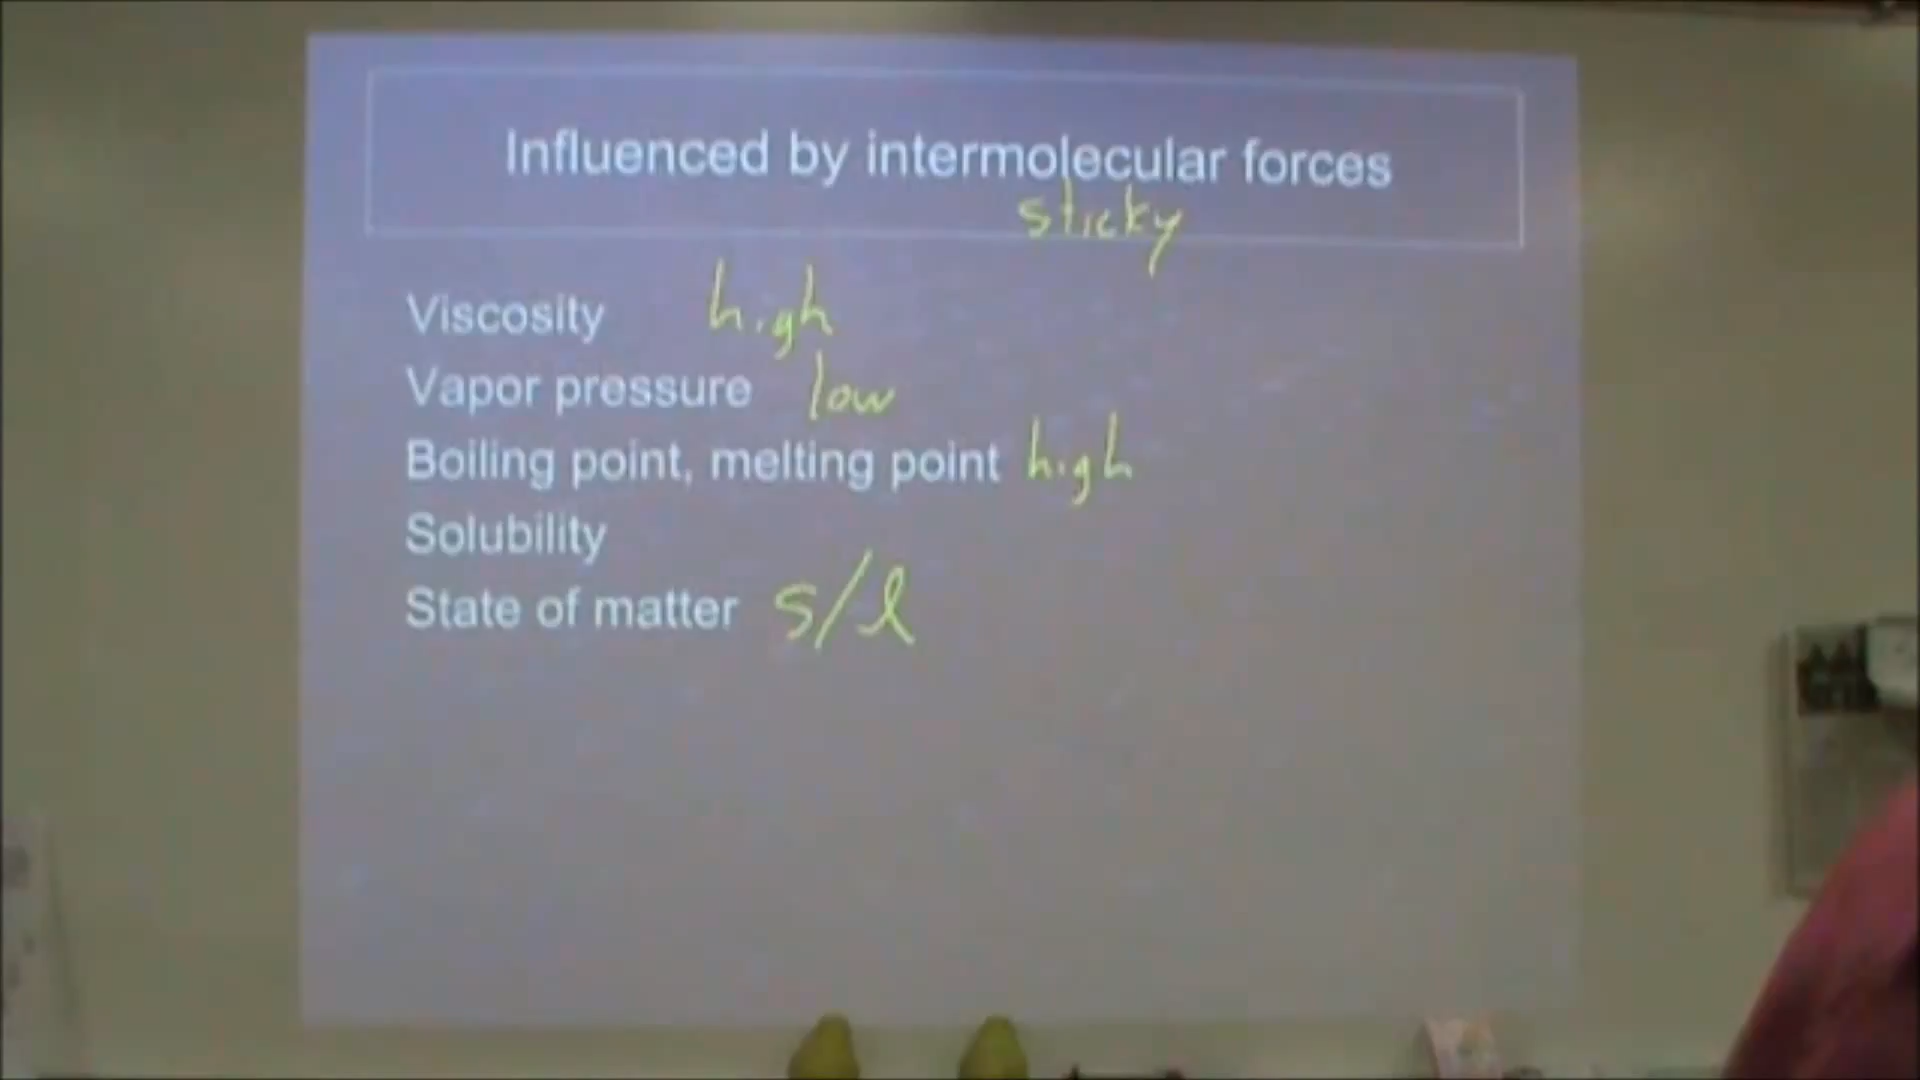 Influenced by intermolecular forces
sticky
Viscosity high
Vapor pressure low
Boiling point, melting point high
Solubility
State of matter s/l